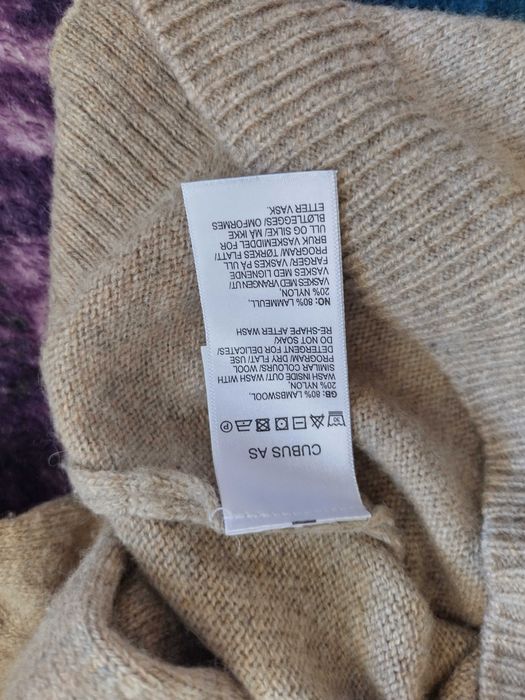 CUBUS AS
30
P
GB: 80% LAMBSWOOL,
20% NYLON,
WASH INSIDE OUT/ WASH WITH
SIMILAR COLOURS/ WOOL
PROGRAM/ DRY FLAT/ USE
DETERGENT FOR DELICATES/
DO NOT SOAK/
RE-SHAPE AFTER WASH
NO: 80% LAMMEULL,
20% NYLON,
VASKES MED VRANGEN UT/
VASKES MED LIGNENDE
FARGER/ VASKES PÅ ULL
PROGRAM/ TØRKES FLATT/
BRUK VASKEMIDDEL FOR
ULL OG SILKE/ MÅ IKKE
BLØTLEGGES/ OMFORMES
ETTER VASK.